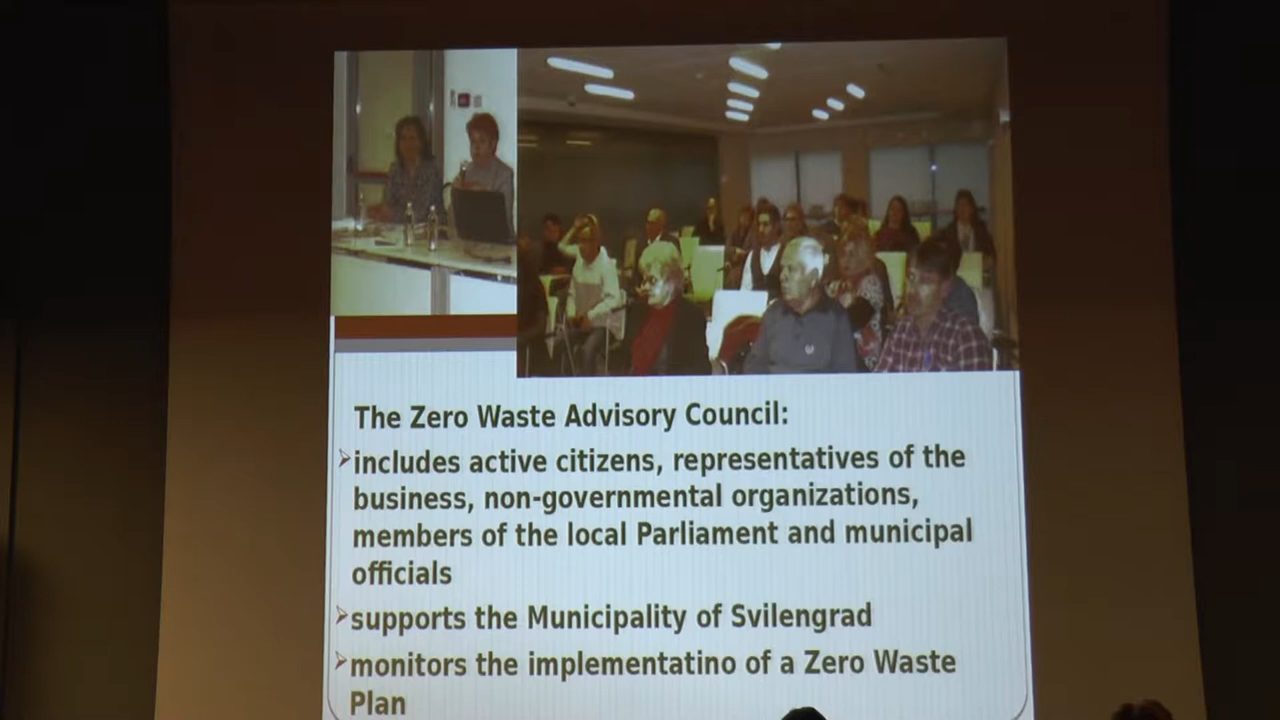 The Zero Waste Advisory Council:
includes active citizens, representatives of the
business, non-governmental organizations,
members of the local Parliament and municipal
officials
supports the Municipality of Svilengrad
monitors the implementatino of a Zero Waste
Plan